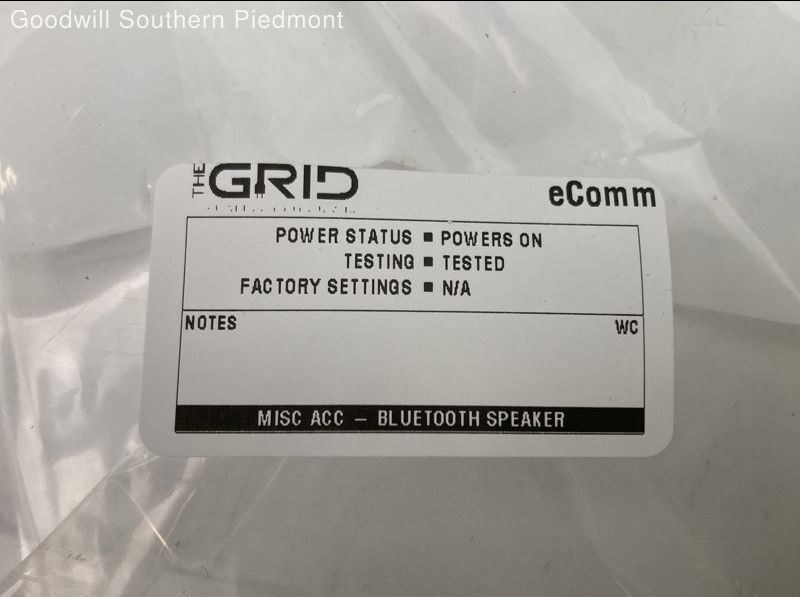 Goodwill Southern Piedmont
THE GRID
eComm
POWER STATUS ▪ POWERS ON
TESTING ▪ TESTED
FACTORY SETTINGS ▪ N/A
NOTES
WC
MISC ACC – BLUETOOTH SPEAKER